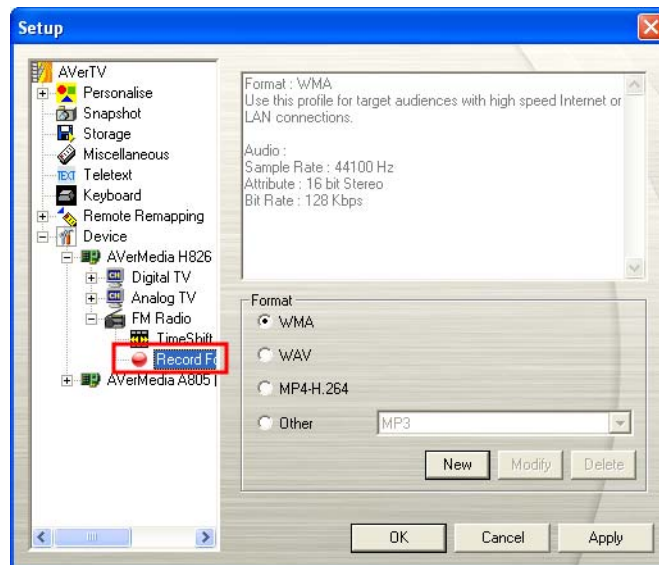 Setup
AVerTV
Personalise
Snapshot
Storage
Miscellaneous
TEXT Teletext
Keyboard
Remote Remapping
Device
AVerMedia H826
CH Digital TV
CH Analog TV
FM Radio
TimeShift
Record Fo
AVerMedia A805
Format : WMA
Use this profile for target audiences with high speed Internet or
LAN connections.
Audio :
Sample Rate : 44100 Hz
Attribute : 16 bit Stereo
Bit Rate : 128 Kbps
Format
WMA
WAV
MP4-H.264
Other
MP3
New
Modify
Delete
OK
Cancel
Apply